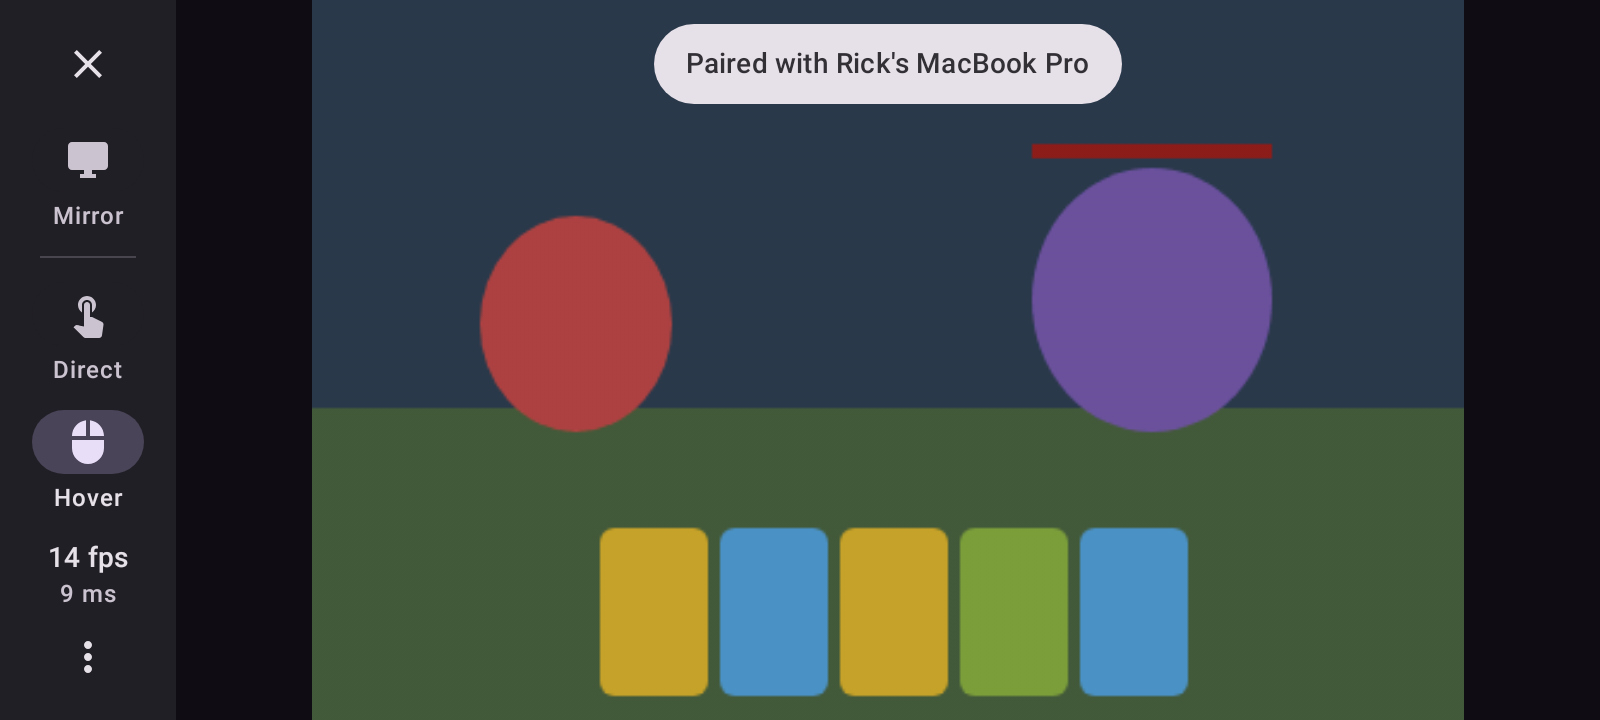 Paired with Rick's MacBook Pro
Mirror
Direct
Hover
14 fps
9 ms